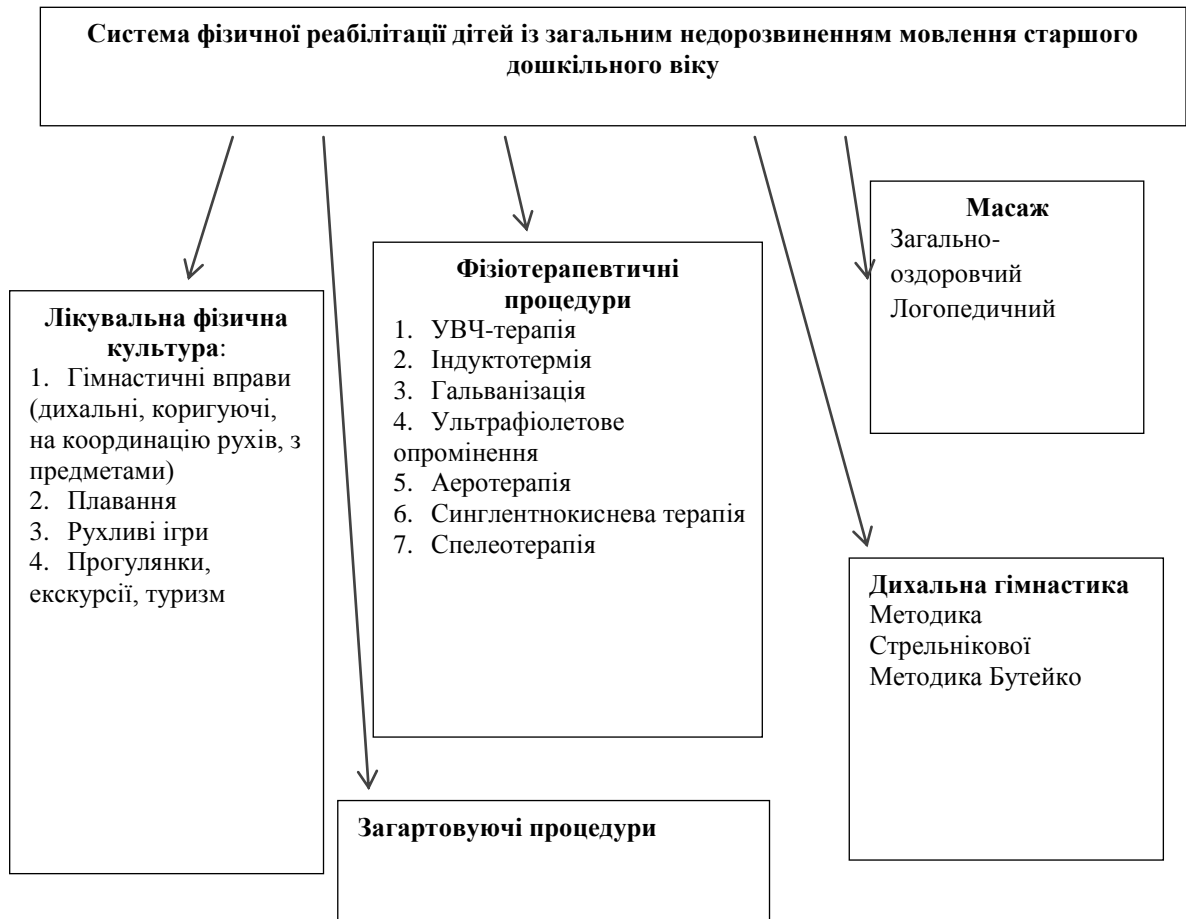 Система фізичної реабілітації дітей із загальним недорозвиненням мовлення старшого
дошкільного віку
Масаж
Загально-
оздоровчий
Логопедичний
Фізіотерапевтичні
процедури
1. УВЧ-терапія
2. Індуктотермія
3. Гальванізація
4. Ультрафіолетове
опромінення
5. Аеротерапія
6. Синглентнокиснева терапія
7. Спелеотерапія
Лікувальна фізична
культура:
1. Гімнастичні вправи
(дихальні, коригуючі,
на координацію рухів, з
предметами)
2. Плавання
3. Рухливі ігри
4. Прогулянки,
екскурсії, туризм
Дихальна гімнастика
Методика
Стрельнікової
Методика Бутейко
Загартовуючі процедури